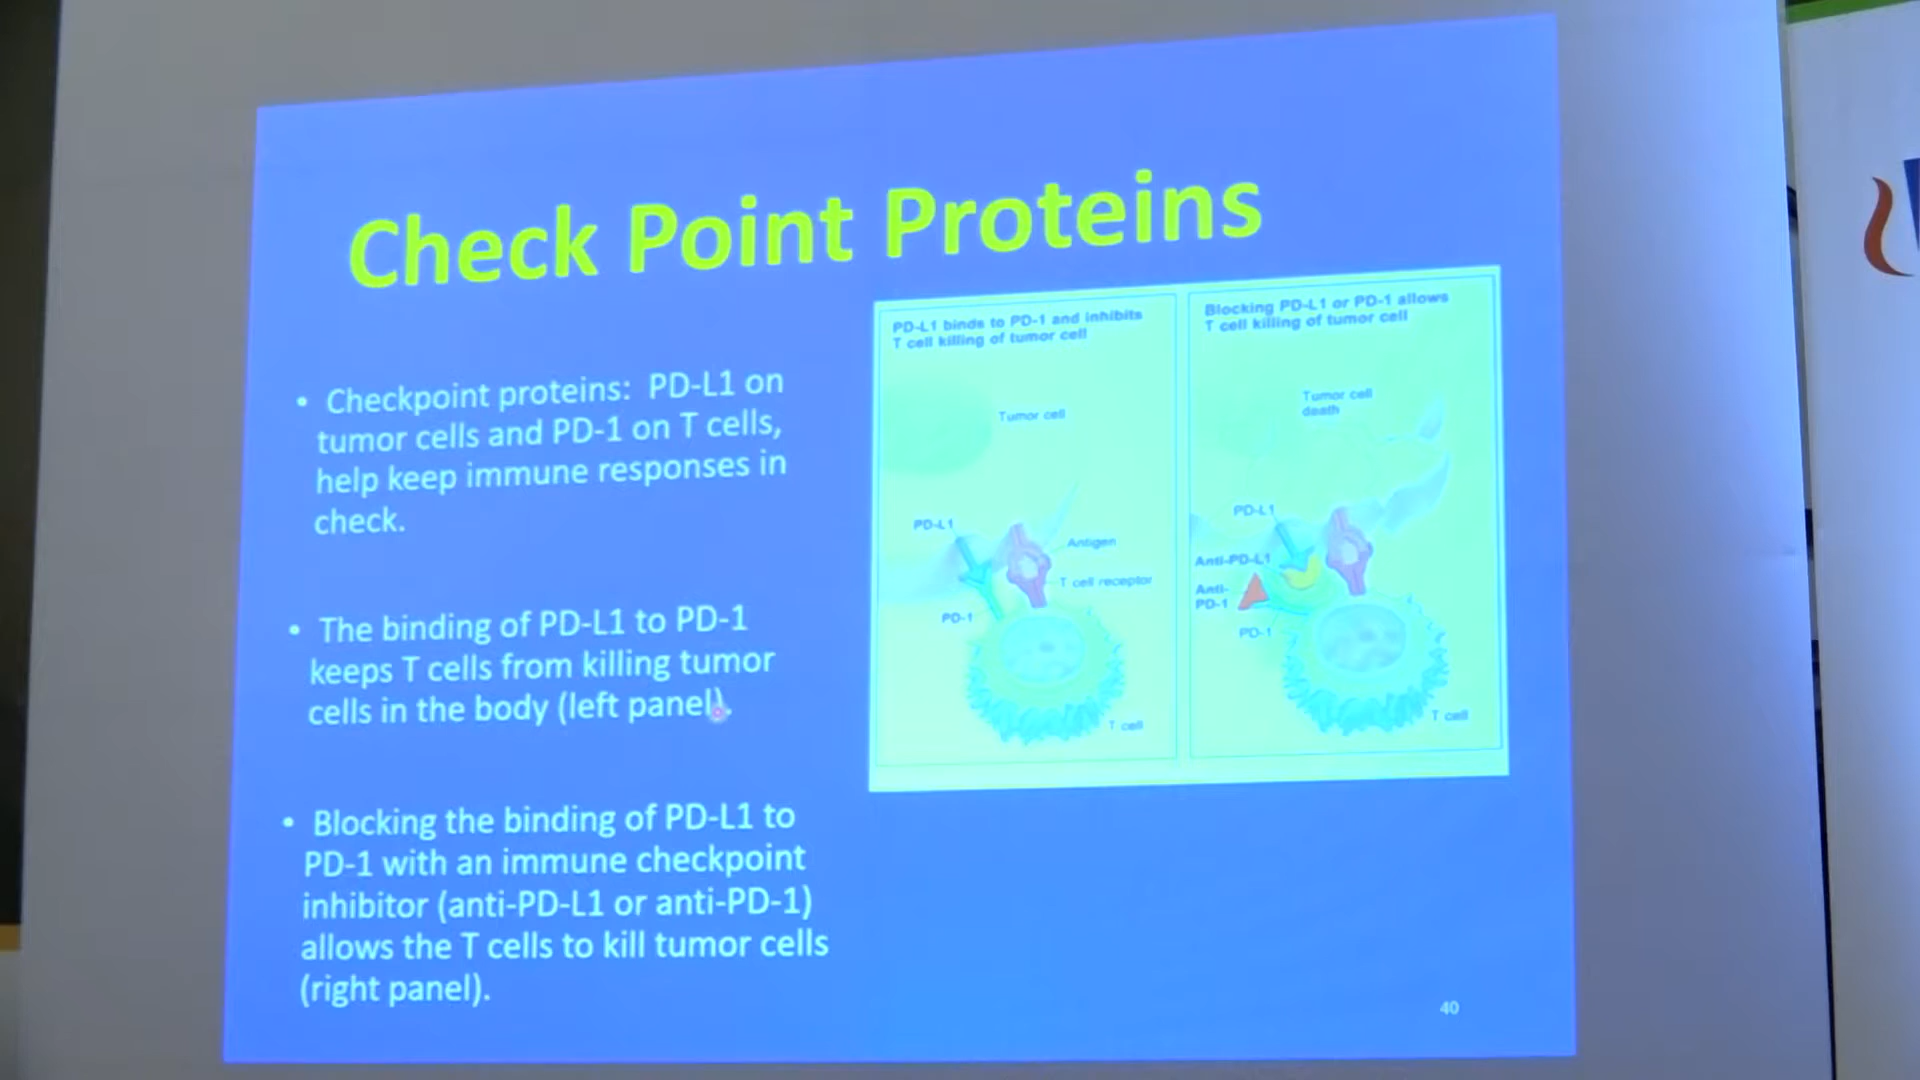 Check Point Proteins
• Checkpoint proteins: PD-L1 on
tumor cells and PD-1 on T cells,
help keep immune responses in
check.
• The binding of PD-L1 to PD-1
keeps T cells from killing tumor
cells in the body (left panel).
• Blocking the binding of PD-L1 to
PD-1 with an immune checkpoint
inhibitor (anti-PD-L1 or anti-PD-1)
allows the T cells to kill tumor cells
(right panel).
PD-L1 binds to PD-1 and inhibits
T cell killing of tumor cell
Tumor cell
PD-L1
Antigen
T cell receptor
PD-1
T cell
Blocking PD-L1 or PD-1 allows
T cell killing of tumor cell
Tumor cell
death
PD-L1
Anti-PD-L1
Anti-
PD-1
PD-1
T cell
40